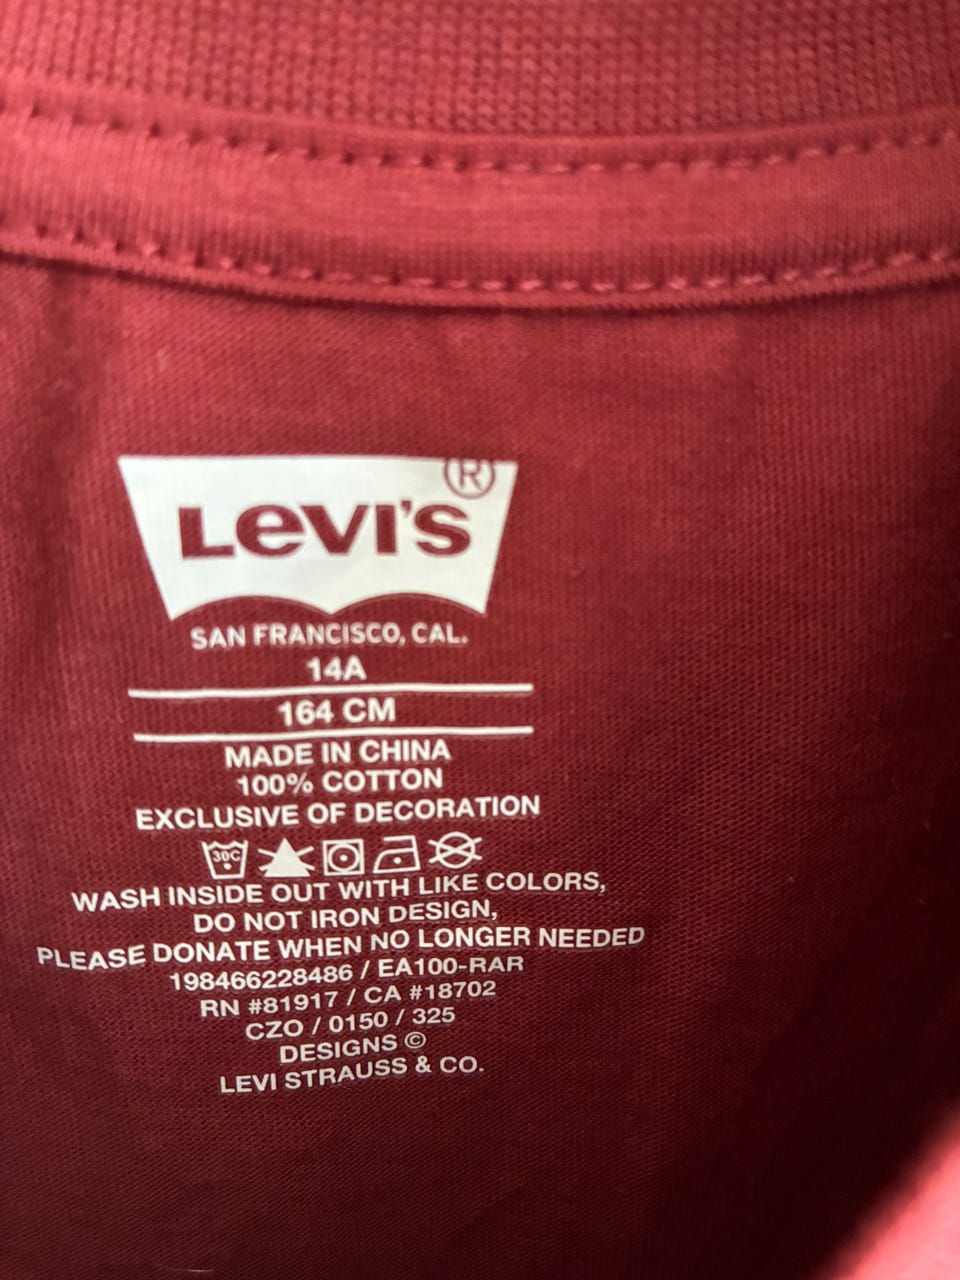 LEVI'S ®
SAN FRANCISCO, CAL.
14A
164 CM
MADE IN CHINA
100% COTTON
EXCLUSIVE OF DECORATION
30C
WASH INSIDE OUT WITH LIKE COLORS,
DO NOT IRON DESIGN,
PLEASE DONATE WHEN NO LONGER NEEDED
198466228486 / EA100-RAR
RN #81917 / CA #18702
CZO / 0150 / 325
DESIGNS ©
LEVI STRAUSS & CO.